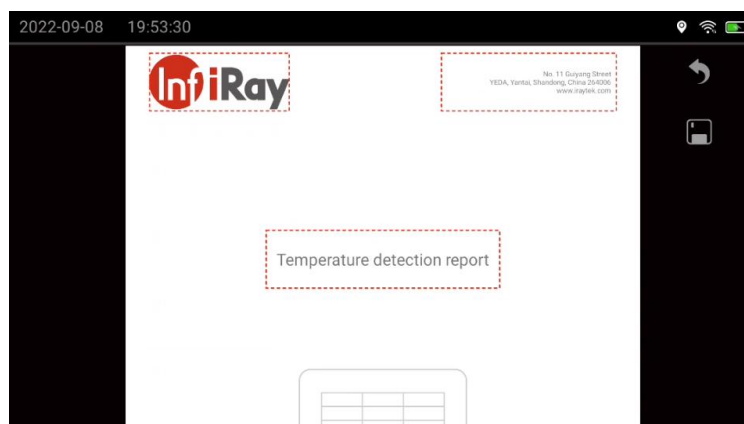 2022-09-08 19:53:30
InfiRay
No. 11 Guiyang Street
YEDA, Yantai, Shandong, China 264006
www.iraytek.com
Temperature detection report